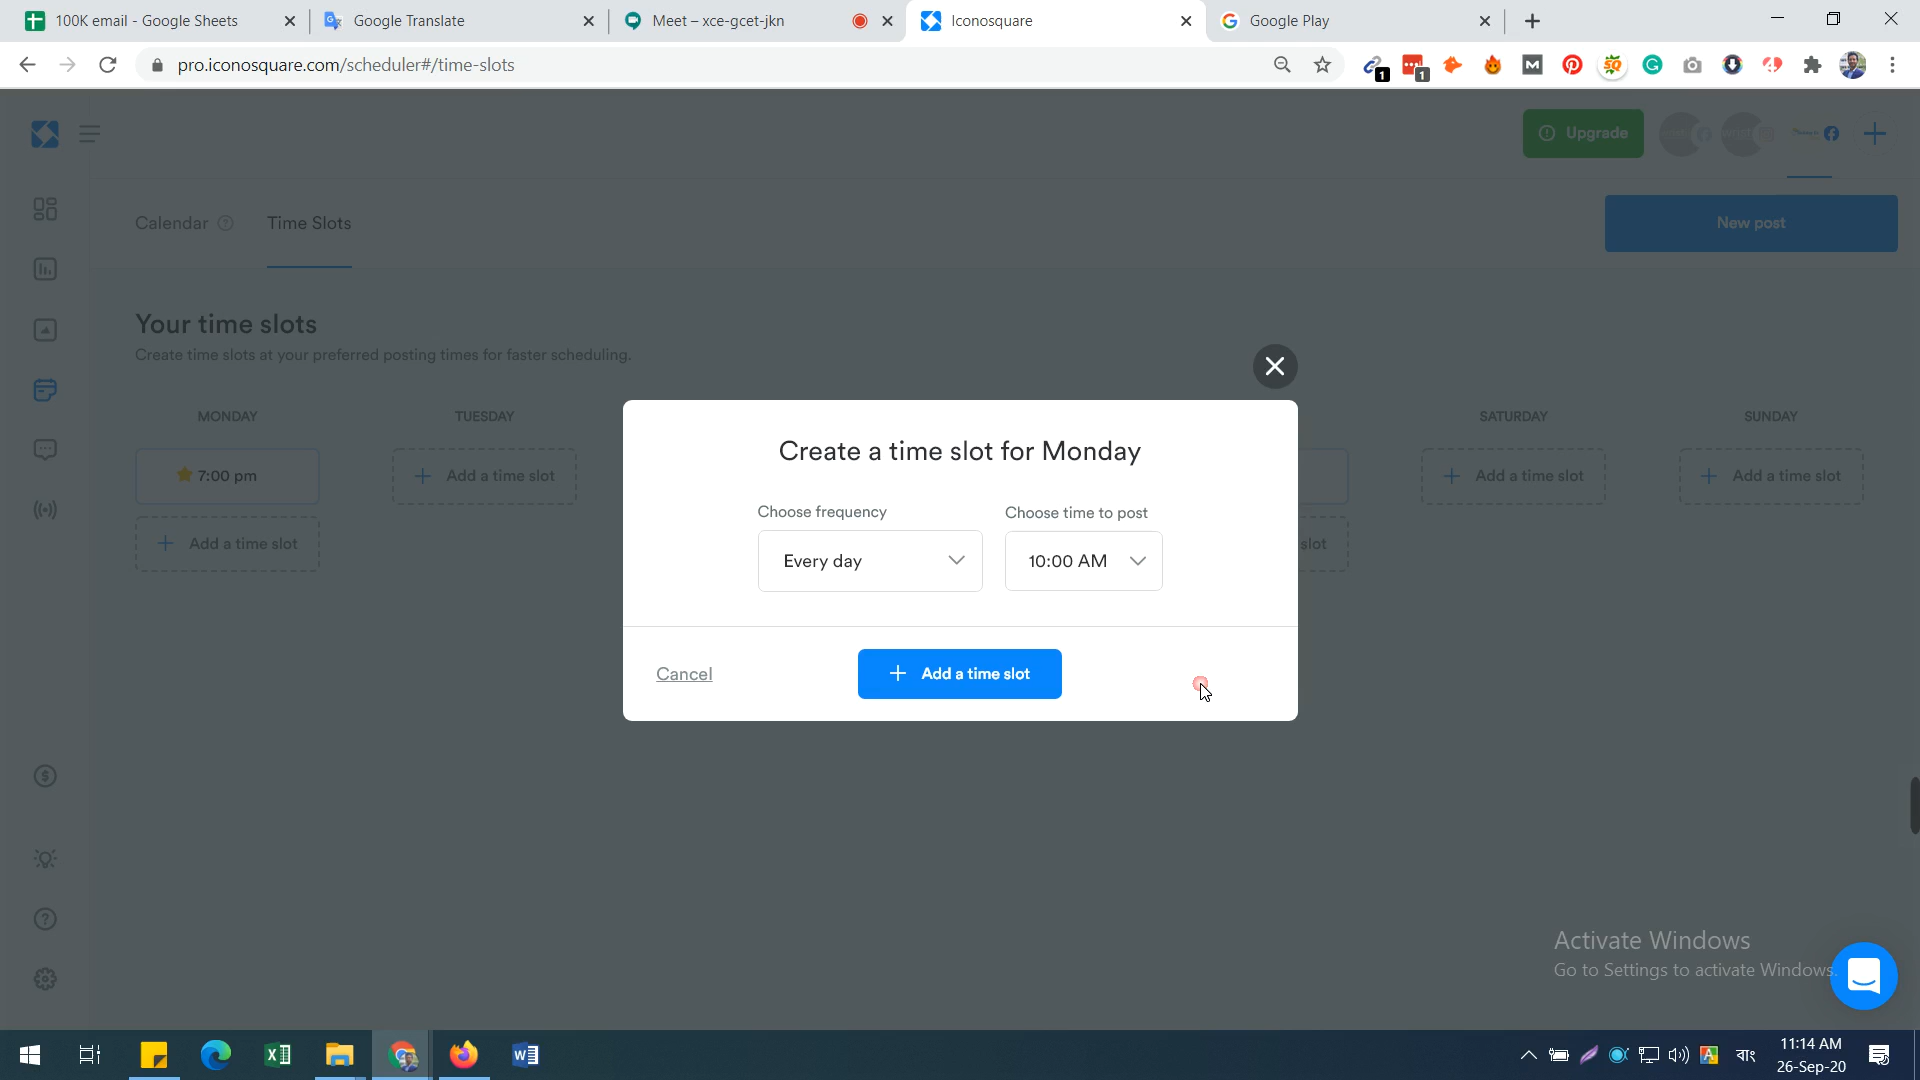 100K email - Google Sheets
Google Translate
Meet – xce-gcet-jkn
Iconosquare
Google Play
pro.iconosquare.com/scheduler#/time-slots
1
1
Upgrade
Calendar
Time Slots
New post
Your time slots
Create time slots at your preferred posting times for faster scheduling.
MONDAY
TUESDAY
SATURDAY
SUNDAY
7:00 pm
Add a time slot
Add a time slot
Add a time slot
Add a time slot
slot
Create a time slot for Monday
Choose frequency
Choose time to post
Every day
10:00 AM
Cancel
Add a time slot
Activate Windows
Go to Settings to activate Windows.
বাং
11:14 AM
26-Sep-20